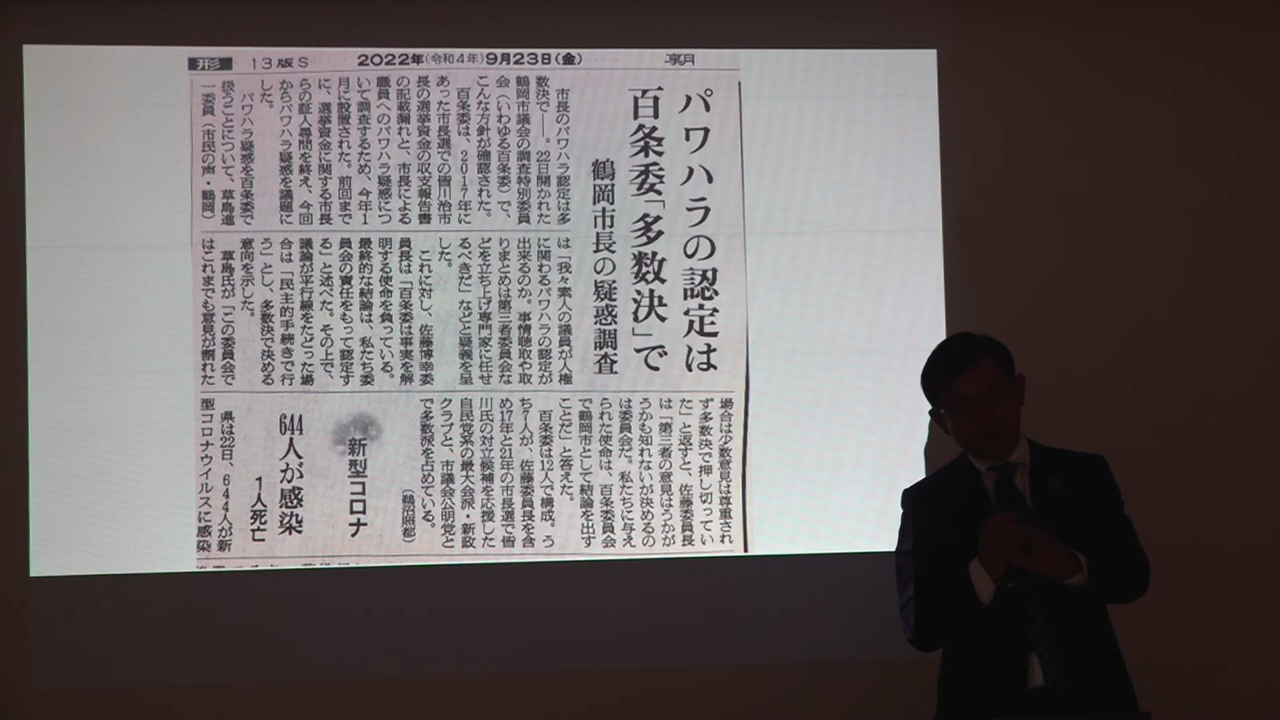 形 13版S 2022年(令和4年)9月23日(金) 朝
パワハラの認定は
百条委「多数決」で
鶴岡市長の疑惑調査
市長のパワハラ認定は多
数決で――。22日開かれた
鶴岡市議会の調査特別委員
会(いわゆる百条委)で、
こんな方針が確認された。
百条委は、2017年に
あった市長選での皆川治市
長の選挙資金の収支報告書
の記載漏れと、市長による
職員へのパワハラ疑惑につ
いて調査するため、今年1
月に設置された。前回まで
に、選挙資金に関する市長
らの証人尋問を終え、今回
からパワハラ疑惑を議題に
した。
パワハラ疑惑を百条委で
扱うことについて、草島進
一委員(市民の声・鶴岡)
は「我々素人の議員が人権
に関わるパワハラの認定が
出来るのか。事情聴取や取
りまとめは第三者委員会な
どを立ち上げ専門家に任せ
るべきだ」などと疑義を呈
した。
これに対し、佐藤博幸委
員長は「百条委は事実を解
明する使命を負っている。
最終的な結論は、私たち委
員会の責任をもって認定す
る」と述べた。その上で、
議論が平行線をたどった場
合は「民主的手続きで行
う」とし、多数決で決める
意向を示した。
草島氏が「この委員会で
はこれまでも意見が割れた
場合は少数意見は尊重され
ず多数決で押し切ってい
た」と返すと、佐藤委員長
は「第三者の意見はうかが
うかも知れないが決めるの
は委員会だ。私たちに与え
られた使命は、百条委員会
で鶴岡市として結論を出す
ことだ」と答えた。
百条委は12人で構成。う
ち7人が、佐藤委員長を含
め17年と21年の市長選で皆
川氏の対立候補を応援した
自民党系の最大会派・新政
クラブと、市議会公明党と
で多数派を占めている。
(鵜沼照都)
新型コロナ
644人が感染
1人死亡
県は22日、644人が新
型コロナウイルスに感染